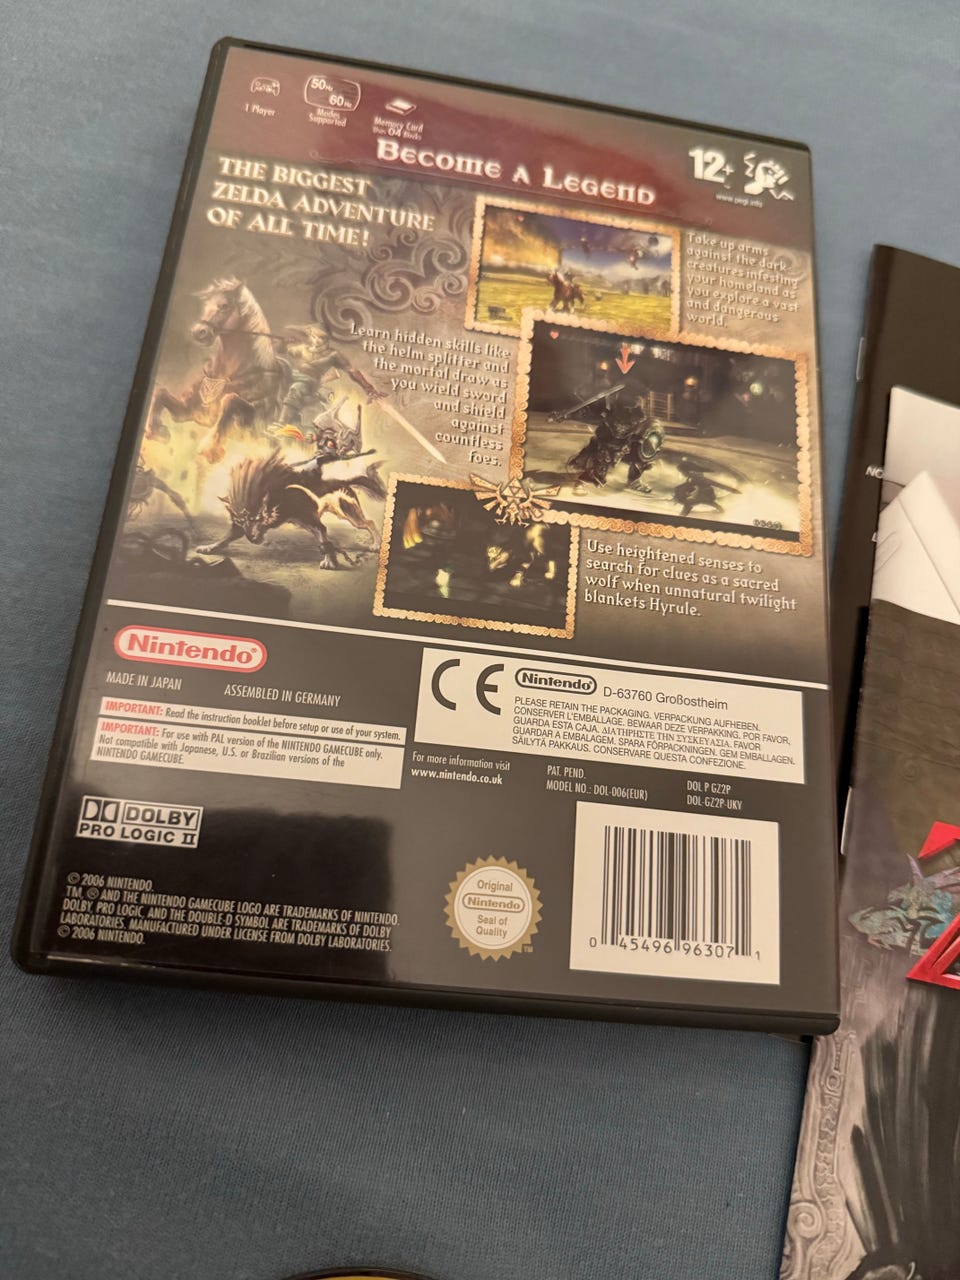 1 Player
50Hz
60Hz
Modes
Supported
Memory Card
04 Blocks
BECOME A LEGEND
12+
www.pegi.info
THE BIGGEST
ZELDA ADVENTURE
OF ALL TIME!
Take up arms
against the dark
creatures infesting
your homeland as
you explore a vast
and dangerous
world.
Learn hidden skills like
the helm splitter and
the mortal draw as
you wield sword
and shield
against
countless
foes.
Use heightened senses to
search for clues as a sacred
wolf when unnatural twilight
blankets Hyrule.
Nintendo®
MADE IN JAPAN
ASSEMBLED IN GERMANY
IMPORTANT: Read the instruction booklet before setup or use of your system.
IMPORTANT: For use with PAL version of the NINTENDO GAMECUBE only.
Not compatible with Japanese, U.S. or Brazilian versions of the
NINTENDO GAMECUBE.
CE
Nintendo® D-63760 Großostheim
PLEASE RETAIN THE PACKAGING. VERPACKUNG AUFHEBEN.
CONSERVER L'EMBALLAGE. BEWAAR DEZE VERPAKKING. POR FAVOR,
GUARDA ESTA CAJA. ΔΙΑΤΗΡΗΣΤΕ ΤΗΝ ΣΥΣΚΕΥΑΣΙΑ. FAVOR
GUARDAR A EMBALAGEM. SPARA FÖRPACKNINGEN. GEM EMBALLAGEN.
SÄILYTÄ PAKKAUS. CONSERVARE QUESTA CONFEZIONE.
For more information visit
www.nintendo.co.uk
PAT. PEND.
MODEL NO.: DOL-006(EUR)
DOL P GZ2P
DOL-GZ2P-UKV
DOLBY
PRO LOGIC II
© 2006 NINTENDO.
TM, ® AND THE NINTENDO GAMECUBE LOGO ARE TRADEMARKS OF NINTENDO.
DOLBY, PRO LOGIC, AND THE DOUBLE-D SYMBOL ARE TRADEMARKS OF DOLBY
LABORATORIES. MANUFACTURED UNDER LICENSE FROM DOLBY LABORATORIES.
© 2006 NINTENDO.
Original
Nintendo
Seal of
Quality
TM
0 45496 96307 1